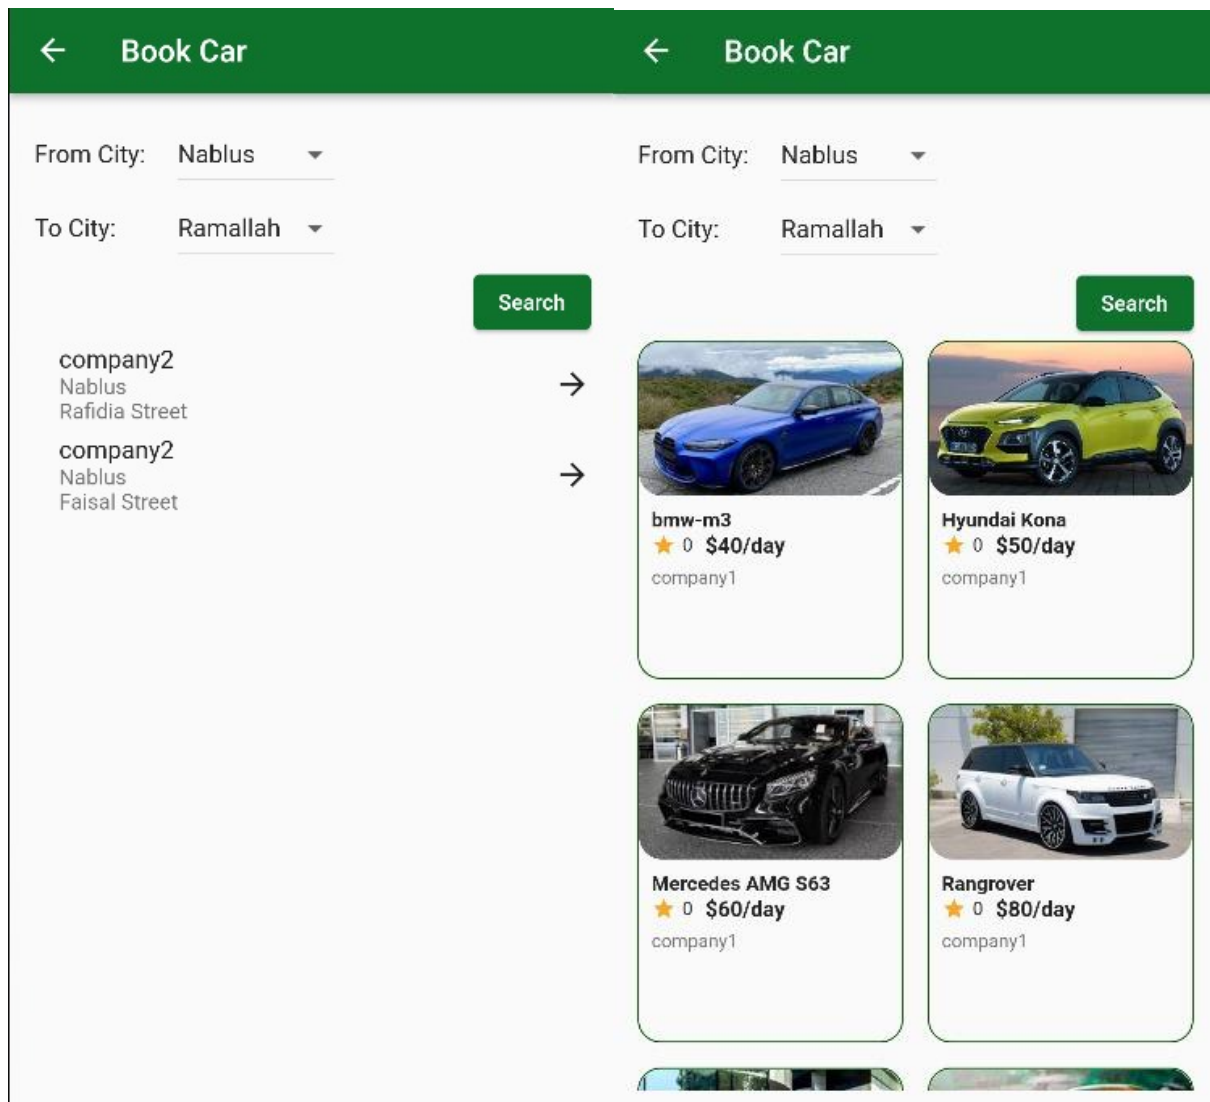 Book Car
From City: Nablus
To City: Ramallah
Search
company2
Nablus
Rafidia Street
company2
Nablus
Faisal Street
Book Car
From City: Nablus
To City: Ramallah
Search
bmw-m3
0 $40/day
company1
Hyundai Kona
0 $50/day
company1
Mercedes AMG S63
0 $60/day
company1
Rangrover
0 $80/day
company1